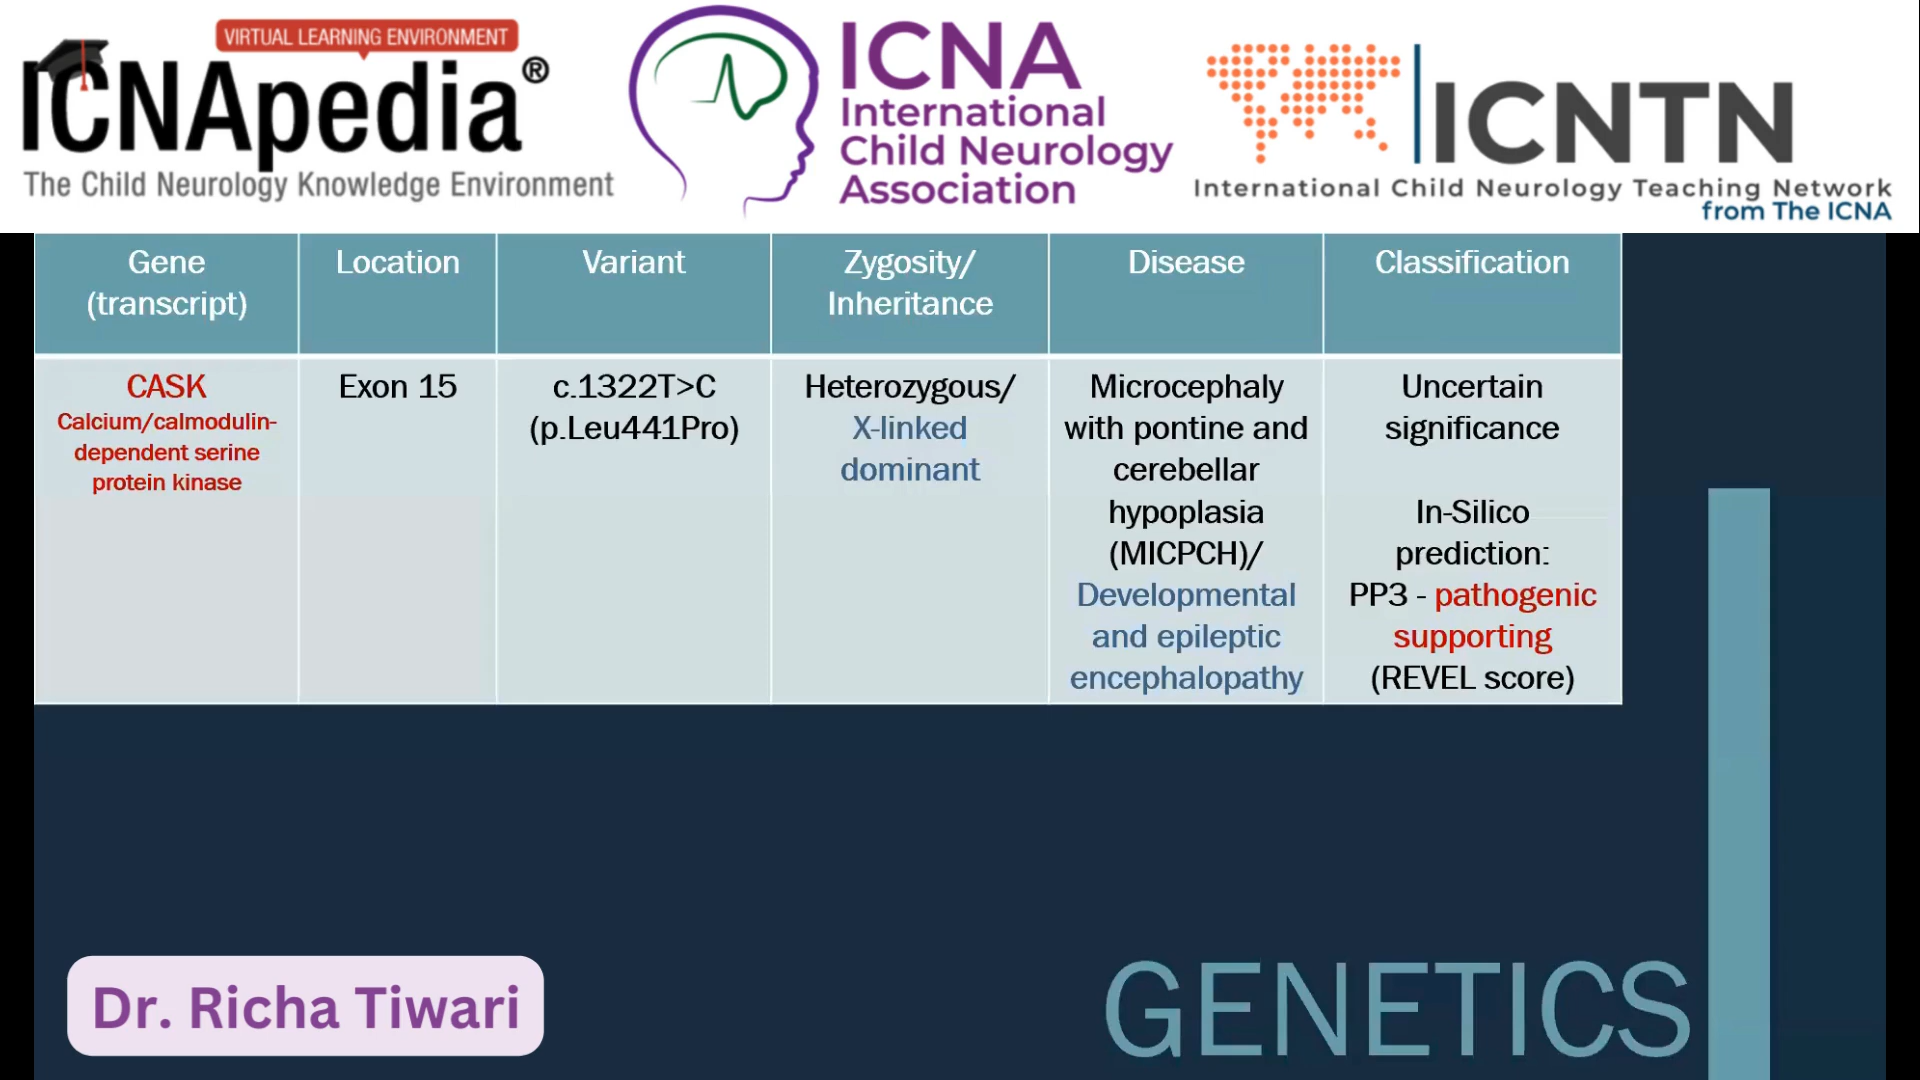 VIRTUAL LEARNING ENVIRONMENT
ICNApedia®
The Child Neurology Knowledge Environment
ICNA
International
Child Neurology
Association
ICNTN
International Child Neurology Teaching Network
from The ICNA
Gene
(transcript)
Location
Variant
Zygosity/
Inheritance
Disease
Classification
CASK
Calcium/calmodulin-
dependent serine
protein kinase
Exon 15
c.1322T>C
(p.Leu441Pro)
Heterozygous/
X-linked
dominant
Microcephaly
with pontine and
cerebellar
hypoplasia
(MICPCH)/
Developmental
and epileptic
encephalopathy
Uncertain
significance
In-Silico
prediction:
PP3 - pathogenic
supporting
(REVEL score)
Dr. Richa Tiwari
GENETICS